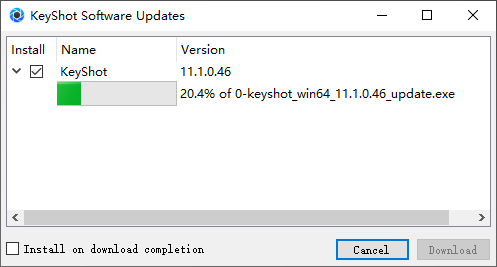 KeyShot Software Updates
Install Name Version
KeyShot 11.1.0.46
20.4% of 0-keyshot_win64_11.1.0.46_update.exe
Install on download completion Cancel Download